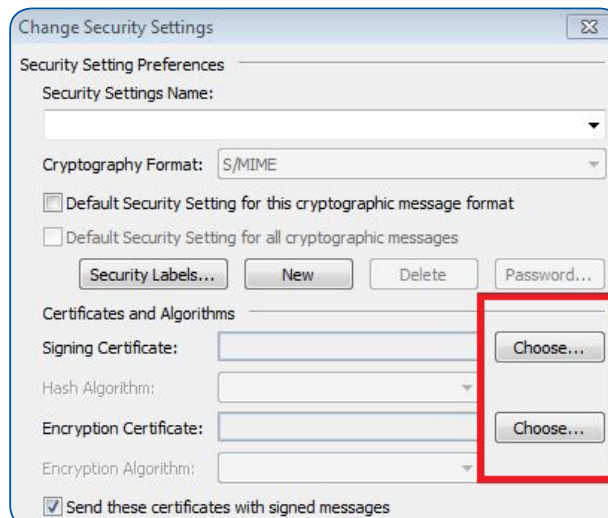 Change Security Settings
Security Setting Preferences
Security Settings Name:
Cryptography Format: S/MIME
Default Security Setting for this cryptographic message format
Default Security Setting for all cryptographic messages
Security Labels... New Delete Password...
Certificates and Algorithms
Signing Certificate: Choose...
Hash Algorithm:
Encryption Certificate: Choose...
Encryption Algorithm:
Send these certificates with signed messages